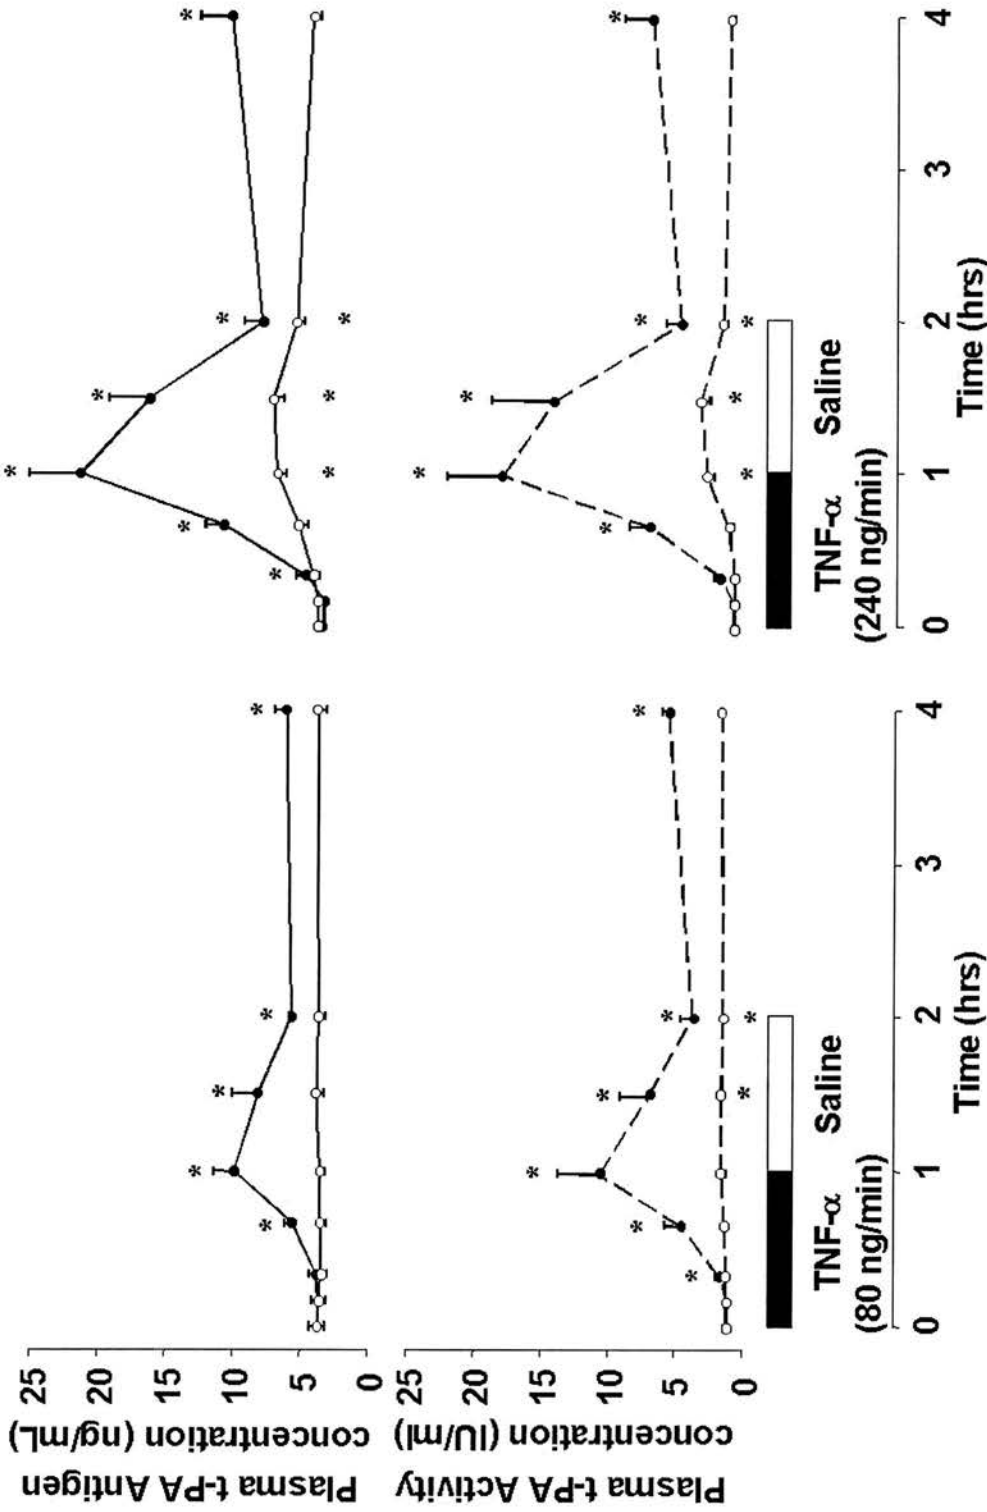 Plasma t-PA Antigen
concentration (ng/mL)
25
20
15
10
5
0
* * * * *
* * * * * *
* * *
Plasma t-PA Activity
concentration (IU/ml)
25
20
15
10
5
0
* * * * * *
* *
* * * * *
* * *
TNF-α
(80 ng/min)
Saline
0 1 2 3 4
Time (hrs)
TNF-α
(240 ng/min)
Saline
0 1 2 3 4
Time (hrs)